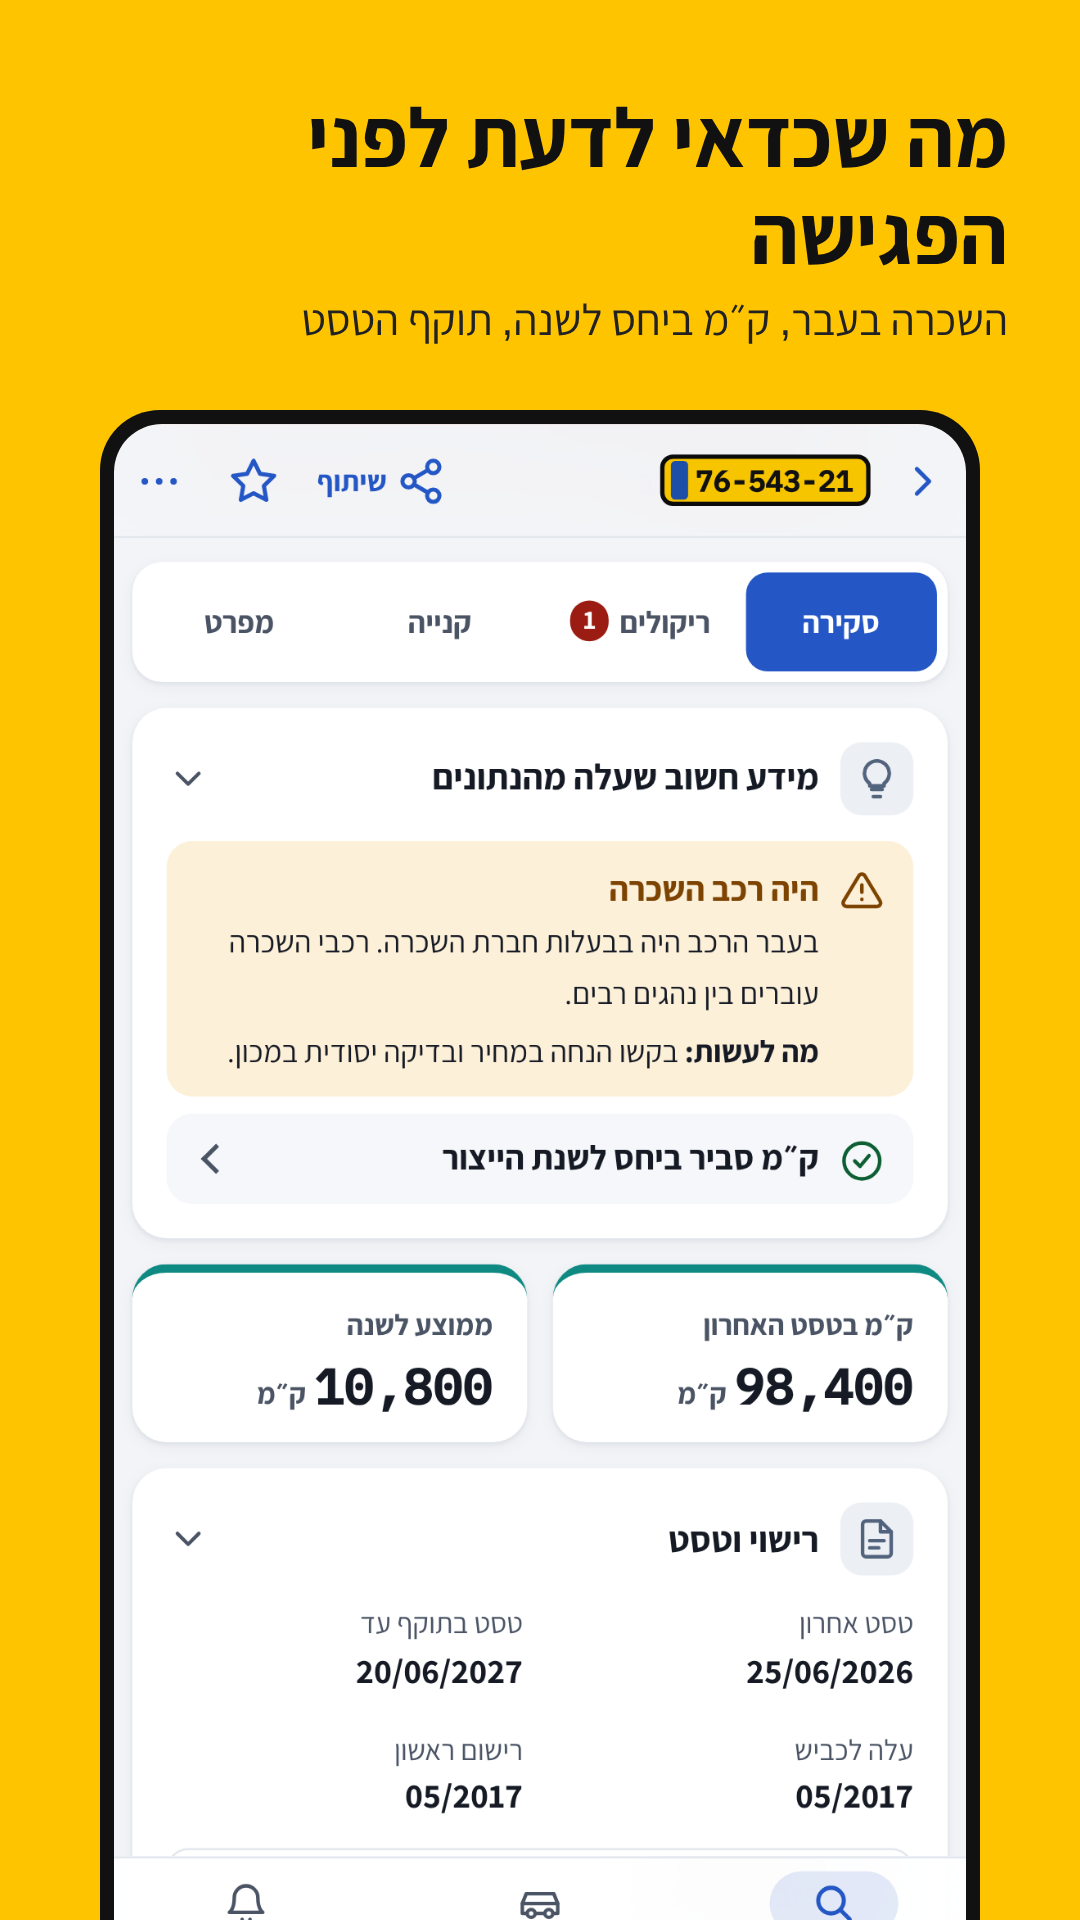 מה שכדאי לדעת לפני
הפגישה
השכרה בעבר, ק״מ ביחס לשנה, תוקף הטסט
76-543-21
שיתוף
סקירה
ריקולים 1
קנייה
מפרט
מידע חשוב שעלה מהנתונים
היה רכב השכרה
בעבר הרכב היה בבעלות חברת השכרה. רכבי השכרה
עוברים בין נהגים רבים.
מה לעשות: בקשו הנחה במחיר ובדיקה יסודית במכון.
ק״מ סביר ביחס לשנת הייצור
ק״מ בטסט האחרון
98,400 ק״מ
ממוצע לשנה
10,800 ק״מ
רישוי וטסט
טסט אחרון
25/06/2026
טסט בתוקף עד
20/06/2027
עלה לכביש
05/2017
רישום ראשון
05/2017